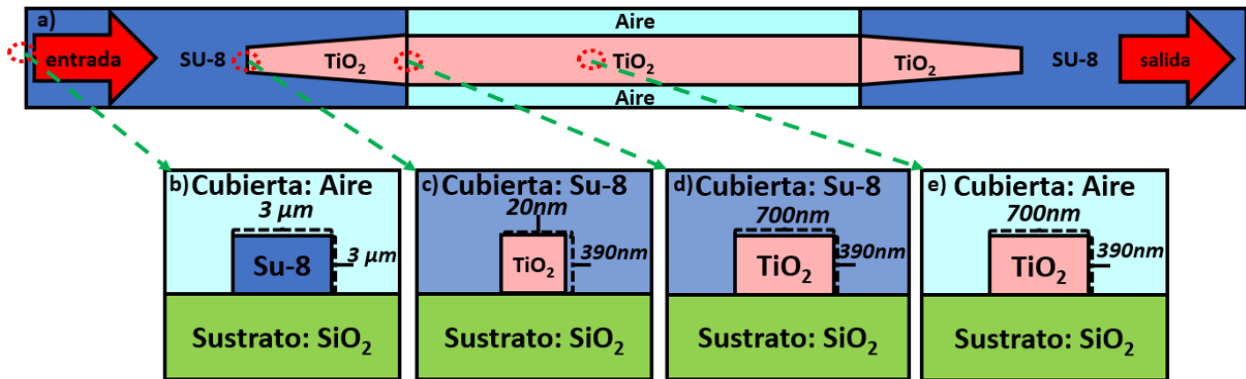 a)
Aire
entrada
SU-8
TiO₂
TiO₂
TiO₂
SU-8
salida
Aire
b) Cubierta: Aire
3 μm
3 μm
Su-8
Sustrato: SiO₂
c) Cubierta: Su-8
20nm
390nm
TiO₂
Sustrato: SiO₂
d) Cubierta: Su-8
700nm
390nm
TiO₂
Sustrato: SiO₂
e) Cubierta: Aire
700nm
390nm
TiO₂
Sustrato: SiO₂